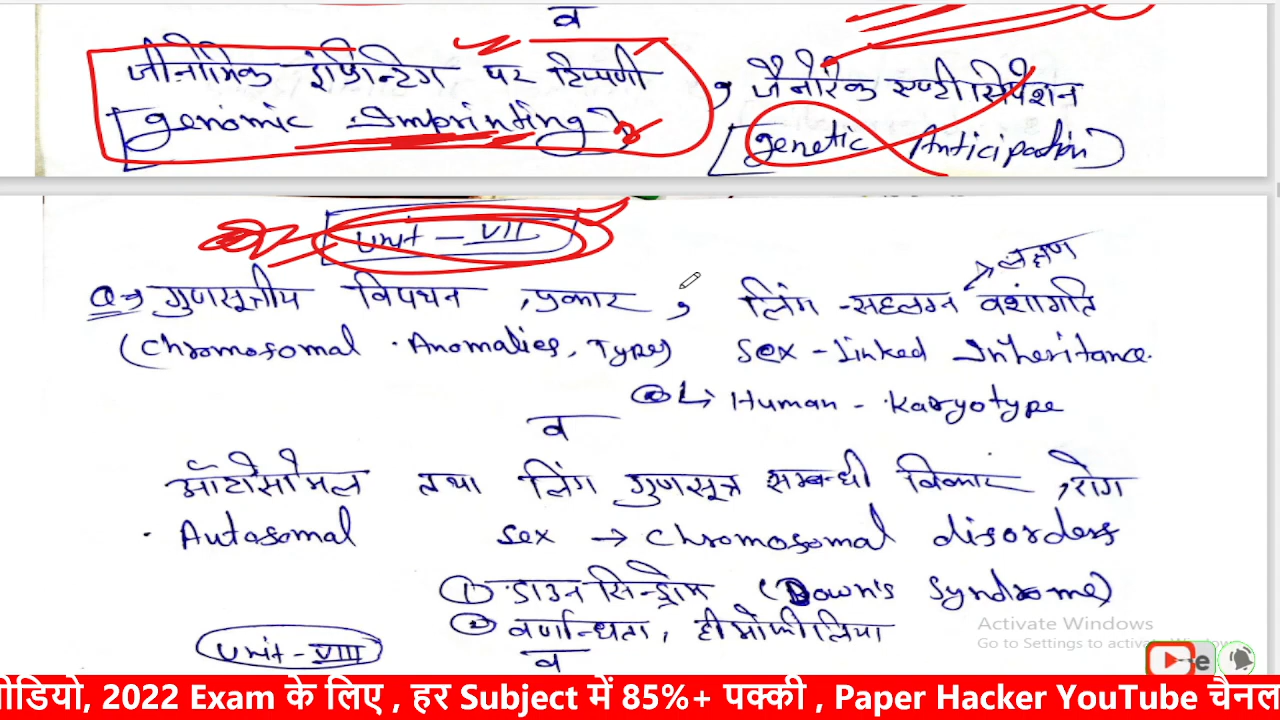 व
जीनोमिक इंप्रिन्टिंग पर टिप्पणी , जैनेटिक एण्टीसिपेशन
[genomic Imprinting] [genetic Anticipation]
Unit - VII
Q→ गुणसूत्रीय विपथन , प्रकार , लिंग - सहलग्न वंशागति → लक्षण
(Chromosomal Anomalies, Types) Sex - linked Inheritance.
↳ Human - Karyotype
व
ऑटोसोमल तथा लिंग गुणसूत्र सम्बन्धी विकार , रोग
Autosomal Sex → Chromosomal disorders
① डाउन सिन्ड्रोम (Down's Syndrome)
② वर्णान्धता, हीमोफीलिया
Activate Windows
Go to Settings to activate Windows
Unit - VIII व
ीडियो, 2022 Exam के लिए , हर Subject में 85%+ पक्की , Paper Hacker YouTube चैनल